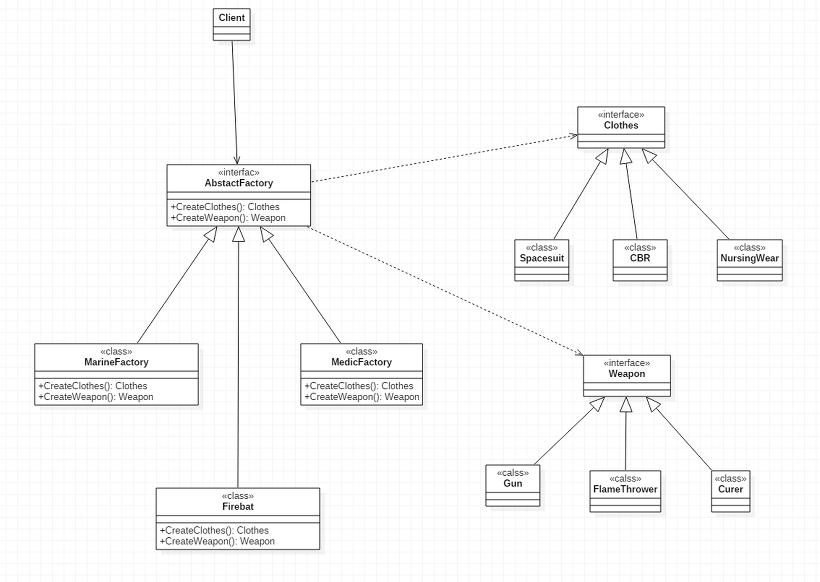 Client
«interface»
Clothes
«interfac»
AbstactFactory
+CreateClothes(): Clothes
+CreateWeapon(): Weapon
«class»
Spacesuit
«class»
CBR
«class»
NursingWear
«class»
MarineFactory
+CreateClothes(): Clothes
+CreateWeapon(): Weapon
«class»
MedicFactory
+CreateClothes(): Clothes
+CreateWeapon(): Weapon
«interface»
Weapon
«calss»
Gun
«calss»
FlameThrower
«class»
Curer
«class»
Firebat
+CreateClothes(): Clothes
+CreateWeapon(): Weapon